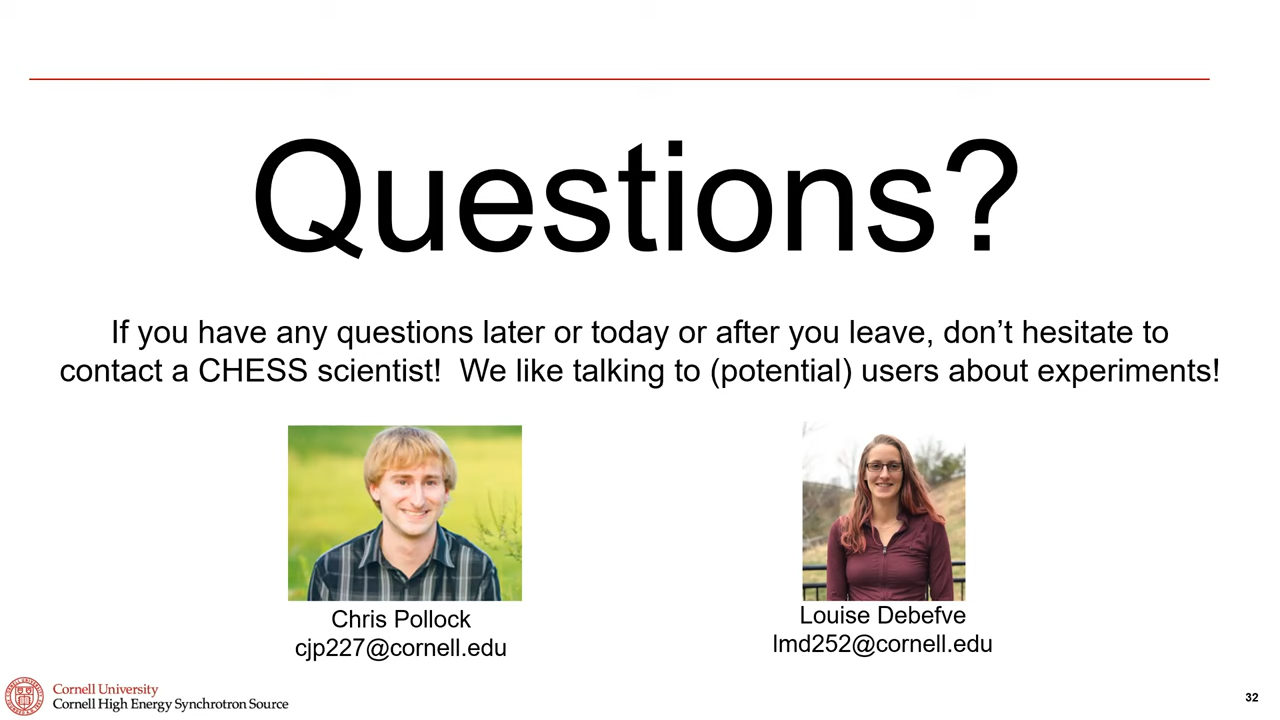 Questions?
If you have any questions later or today or after you leave, don’t hesitate to
contact a CHESS scientist!  We like talking to (potential) users about experiments!
Chris Pollock
cjp227@cornell.edu
Louise Debefve
lmd252@cornell.edu
Cornell University
Cornell High Energy Synchrotron Source
32